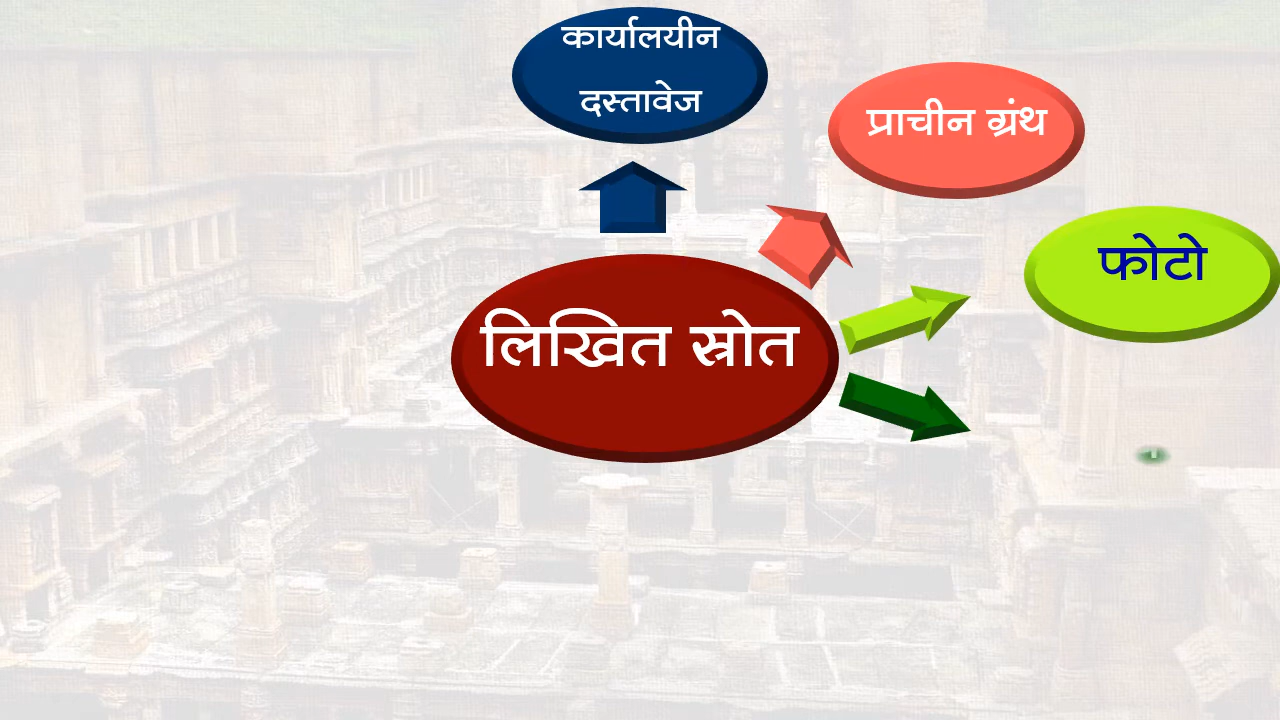 कार्यालयीन
दस्तावेज
प्राचीन ग्रंथ
फोटो
लिखित स्रोत